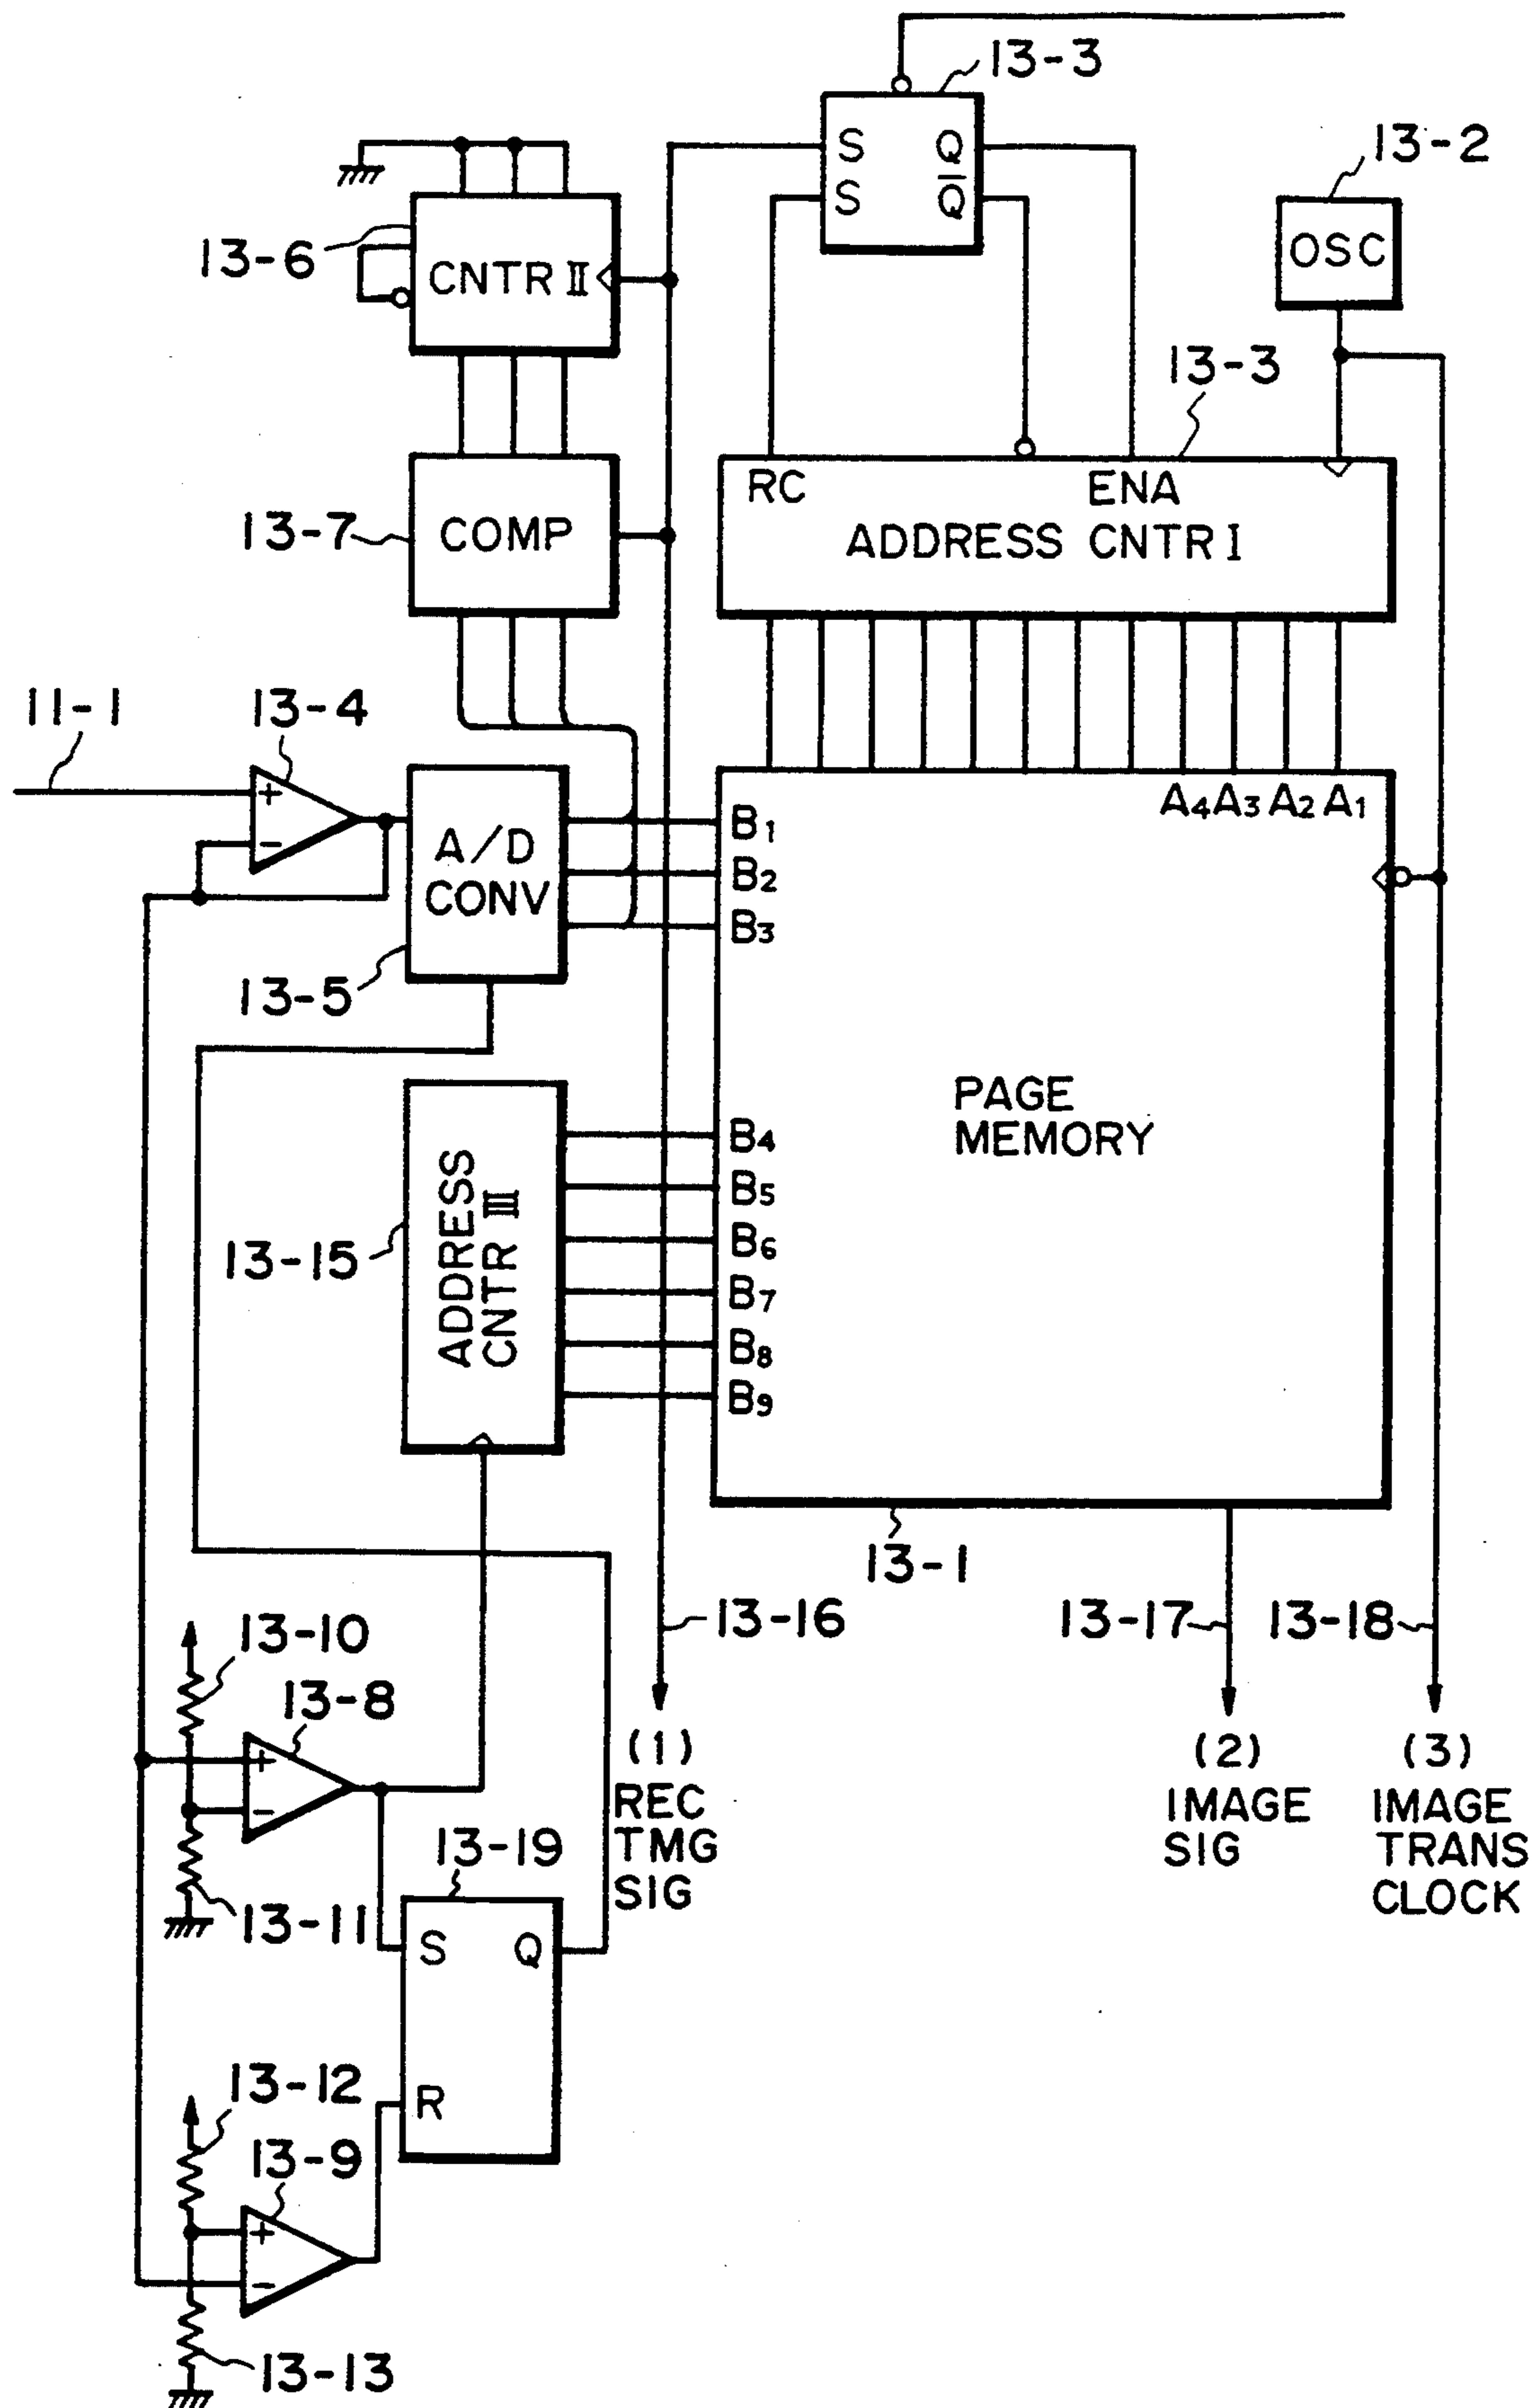 13-3
S Q
S Q̅
13-2
OSC
13-6
CNTR II
13-3
RC ENA
ADDRESS CNTR I
13-7
COMP
11-1
13-4
+
-
A/D
CONV
13-5
A4 A3 A2 A1
B1
B2
B3
PAGE
MEMORY
B4
B5
B6
B7
B8
B9
ADDRESS
CNTR III
13-15
13-1
13-16
13-17
13-18
13-10
13-8
+
-
13-11
(1)
REC
TMG
SIG
(2)
IMAGE
SIG
(3)
IMAGE
TRANS
CLOCK
13-19
S Q
R
13-12
13-9
+
-
13-13